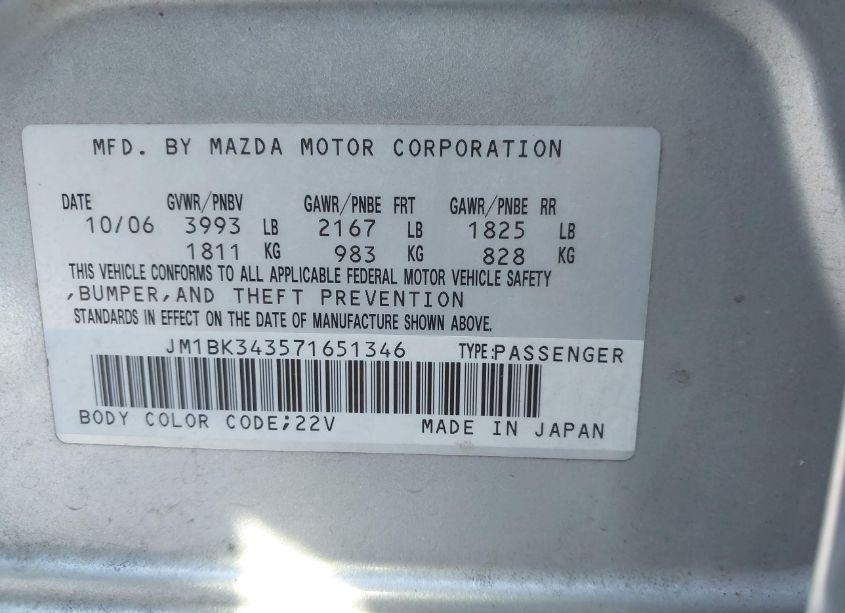 MFD. BY MAZDA MOTOR CORPORATION
DATE GVWR/PNBV GAWR/PNBE FRT GAWR/PNBE RR
10/06 3993 LB 2167 LB 1825 LB
1811 KG 983 KG 828 KG
THIS VEHICLE CONFORMS TO ALL APPLICABLE FEDERAL MOTOR VEHICLE SAFETY
,BUMPER,AND THEFT PREVENTION
STANDARDS IN EFFECT ON THE DATE OF MANUFACTURE SHOWN ABOVE.
JM1BK343571651346 TYPE:PASSENGER
BODY COLOR CODE;22V MADE IN JAPAN